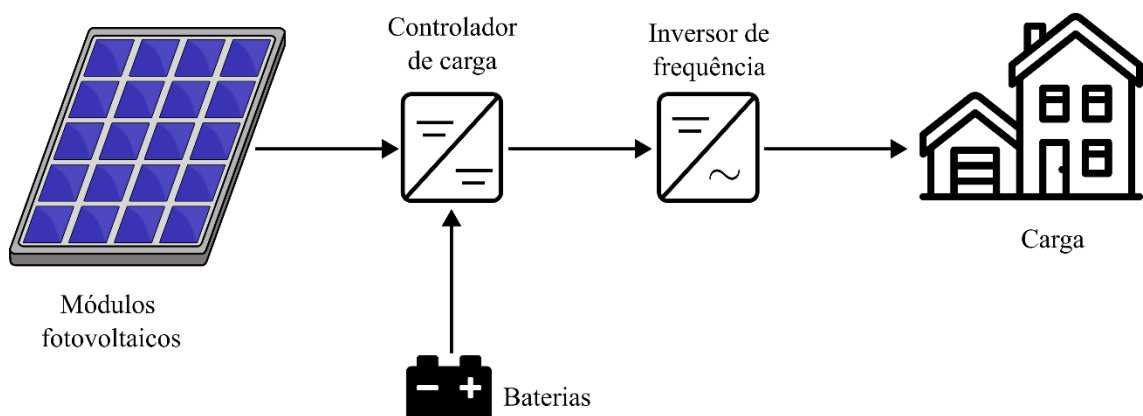 Controlador
de carga
Inversor de
frequência
Carga
Módulos
fotovoltaicos
Baterias